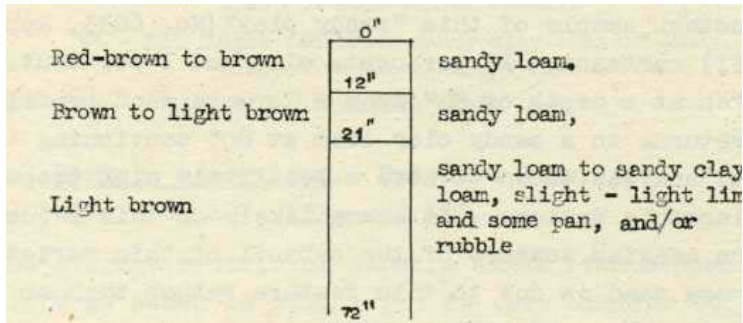 0"
Red-brown to brown sandy loam.
12"
Brown to light brown sandy loam,
21"
sandy loam to sandy clay
loam, slight - light lim
Light brown and some pan, and/or
rubble
72"